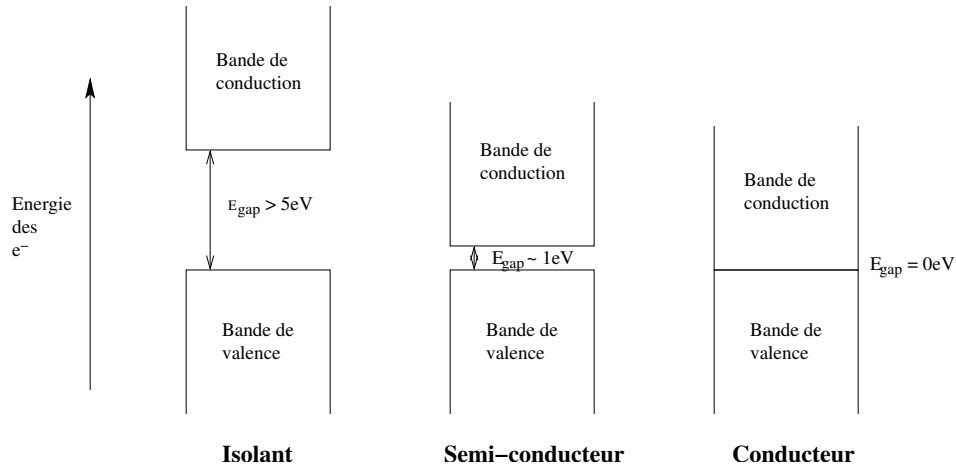 Energie
des
e⁻
Bande de
conduction
E_gap > 5eV
Bande de
valence
Isolant
Bande de
conduction
E_gap ~ 1eV
Bande de
valence
Semi−conducteur
Bande de
conduction
E_gap = 0eV
Bande de
valence
Conducteur